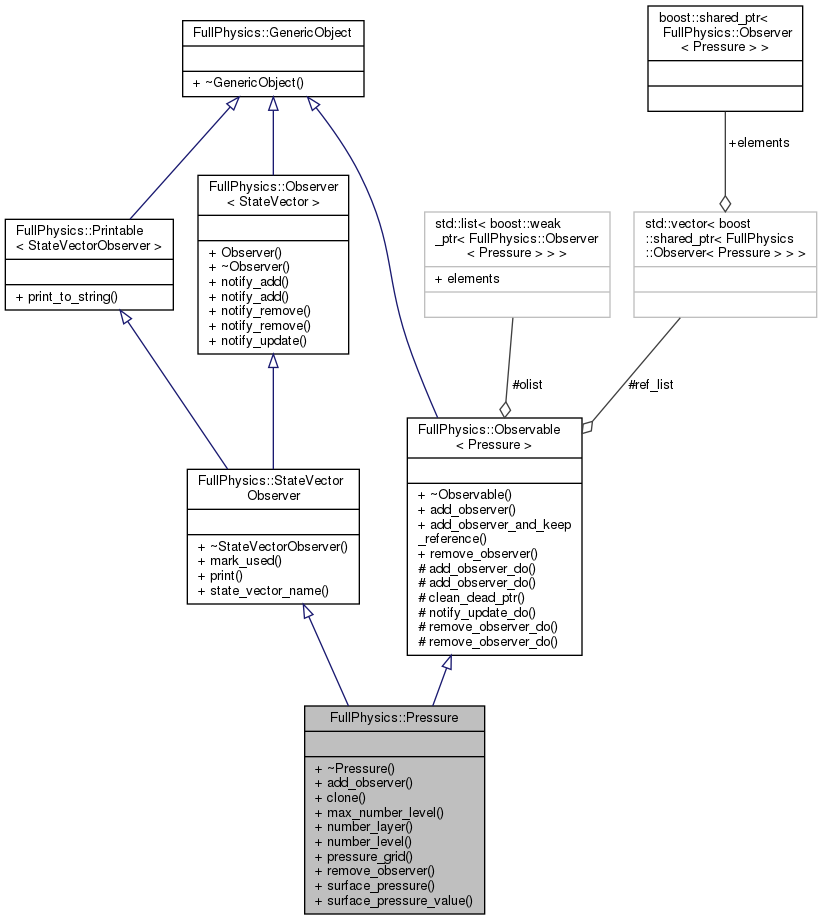 FullPhysics::GenericObject
+ ~GenericObject()
boost::shared_ptr<
FullPhysics::Observer
< Pressure > >
+elements
FullPhysics::Observer
< StateVector >
+ Observer()
+ ~Observer()
+ notify_add()
+ notify_add()
+ notify_remove()
+ notify_remove()
+ notify_update()
FullPhysics::Printable
< StateVectorObserver >
+ print_to_string()
std::list< boost::weak
_ptr< FullPhysics::Observer
< Pressure > > >
+ elements
std::vector< boost
::shared_ptr< FullPhysics
::Observer< Pressure > > >
#olist
#ref_list
FullPhysics::Observable
< Pressure >
+ ~Observable()
+ add_observer()
+ add_observer_and_keep
_reference()
+ remove_observer()
# add_observer_do()
# add_observer_do()
# clean_dead_ptr()
# notify_update_do()
# remove_observer_do()
# remove_observer_do()
FullPhysics::StateVector
Observer
+ ~StateVectorObserver()
+ mark_used()
+ print()
+ state_vector_name()
FullPhysics::Pressure
+ ~Pressure()
+ add_observer()
+ clone()
+ max_number_level()
+ number_layer()
+ number_level()
+ pressure_grid()
+ remove_observer()
+ surface_pressure()
+ surface_pressure_value()